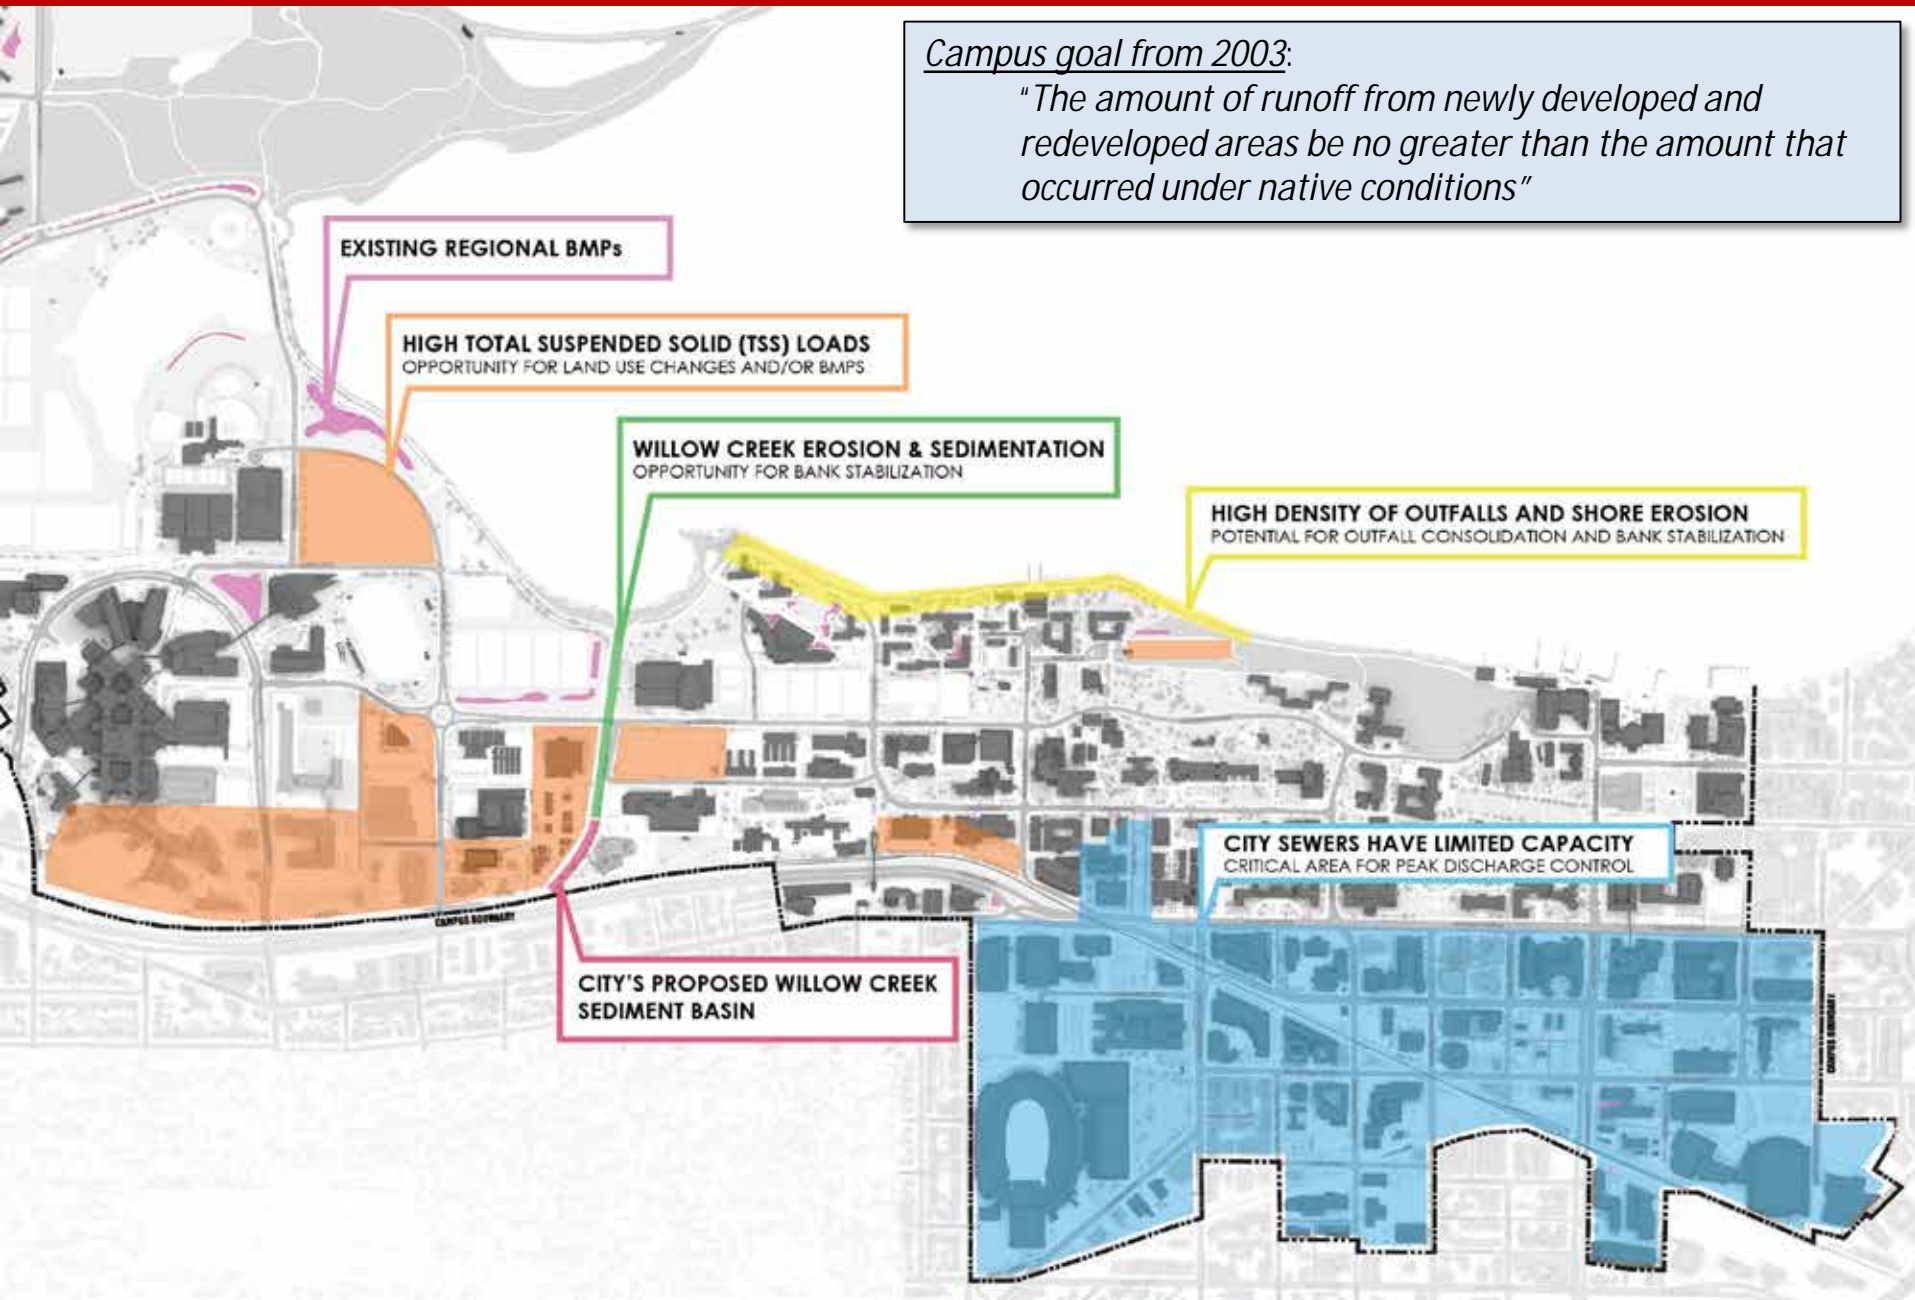 Campus goal from 2003:
"The amount of runoff from newly developed and
redeveloped areas be no greater than the amount that
occurred under native conditions"
EXISTING REGIONAL BMPs
HIGH TOTAL SUSPENDED SOLID (TSS) LOADS
OPPORTUNITY FOR LAND USE CHANGES AND/OR BMPS
WILLOW CREEK EROSION & SEDIMENTATION
OPPORTUNITY FOR BANK STABILIZATION
HIGH DENSITY OF OUTFALLS AND SHORE EROSION
POTENTIAL FOR OUTFALL CONSOLIDATION AND BANK STABILIZATION
CITY SEWERS HAVE LIMITED CAPACITY
CRITICAL AREA FOR PEAK DISCHARGE CONTROL
CAMPUS BOUNDARY
CITY'S PROPOSED WILLOW CREEK
SEDIMENT BASIN
CAMPUS BOUNDARY